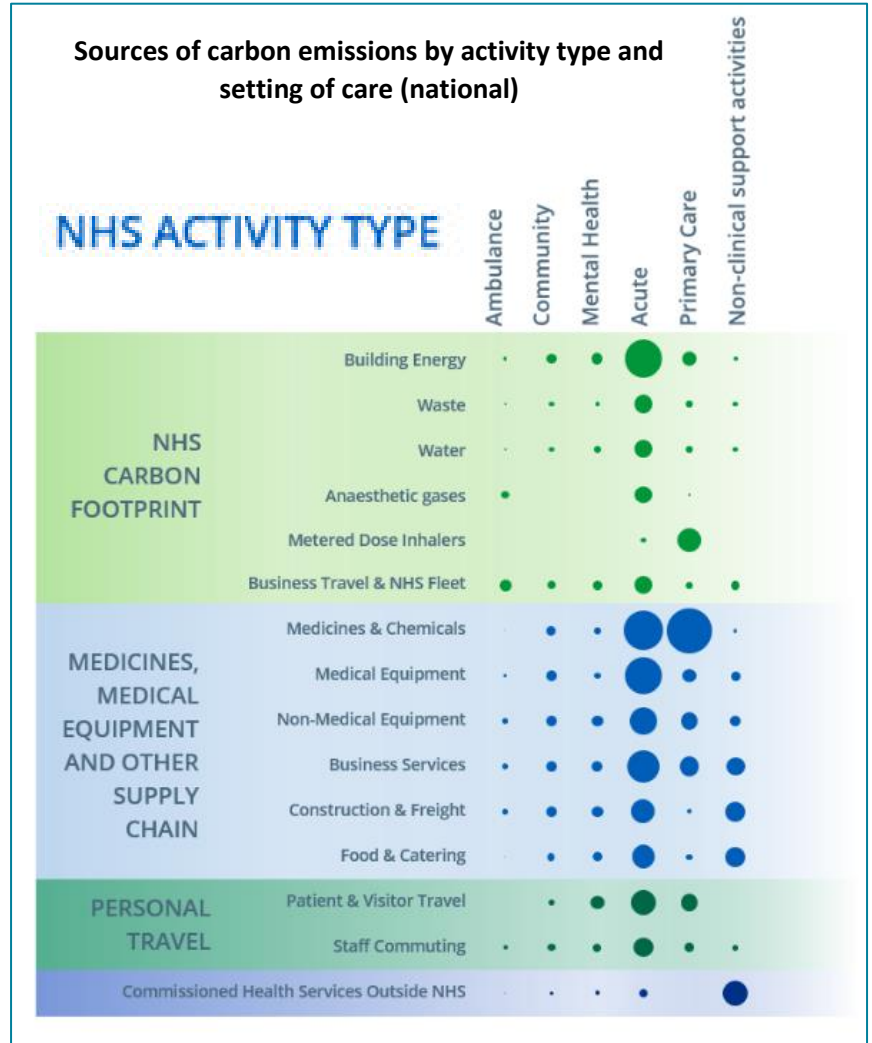 Sources of carbon emissions by activity type and
setting of care (national)
NHS ACTIVITY TYPE
Ambulance
Community
Mental Health
Acute
Primary Care
Non-clinical support activities
NHS
CARBON
FOOTPRINT
Building Energy
Waste
Water
Anaesthetic gases
Metered Dose Inhalers
Business Travel & NHS Fleet
MEDICINES,
MEDICAL
EQUIPMENT
AND OTHER
SUPPLY
CHAIN
Medicines & Chemicals
Medical Equipment
Non-Medical Equipment
Business Services
Construction & Freight
Food & Catering
PERSONAL
TRAVEL
Patient & Visitor Travel
Staff Commuting
Commissioned Health Services Outside NHS